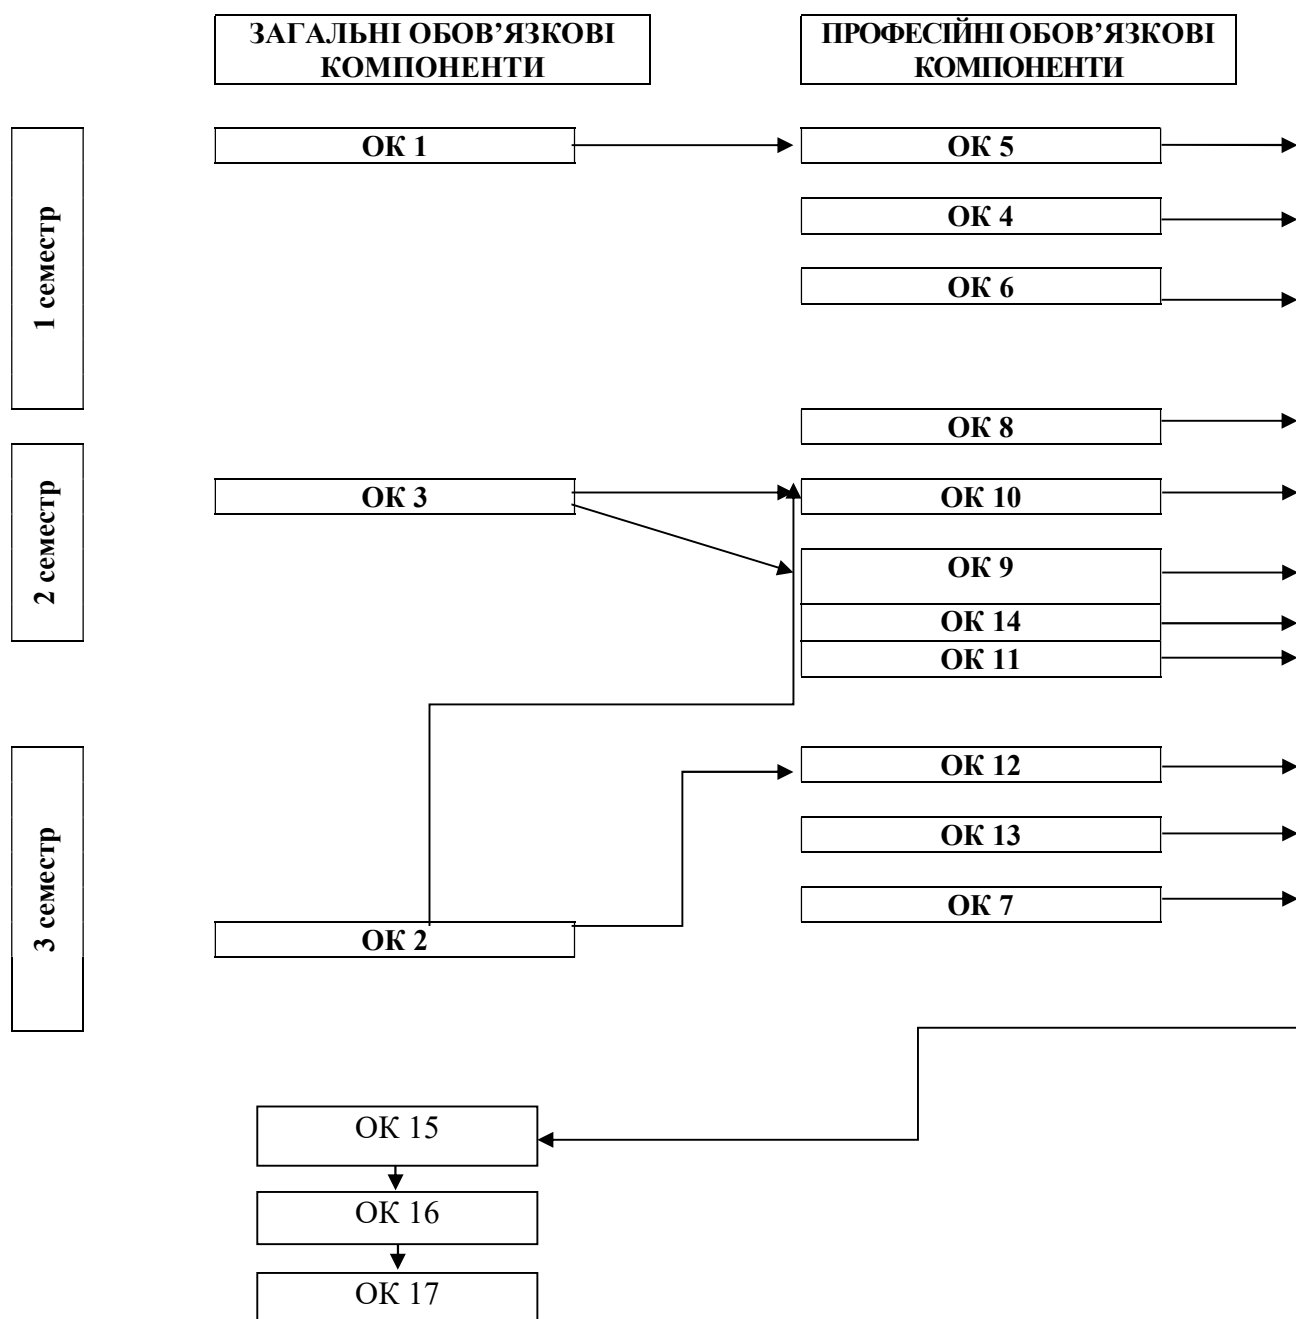 ЗАГАЛЬНІ ОБОВ’ЯЗКОВІ
КОМПОНЕНТИ
ПРОФЕСІЙНІ ОБОВ’ЯЗКОВІ
КОМПОНЕНТИ
1 семестр
ОК 1
ОК 5
ОК 4
ОК 6
ОК 8
2 семестр
ОК 3
ОК 10
ОК 9
ОК 14
ОК 11
3 семестр
ОК 12
ОК 13
ОК 7
ОК 2
ОК 15
ОК 16
ОК 17